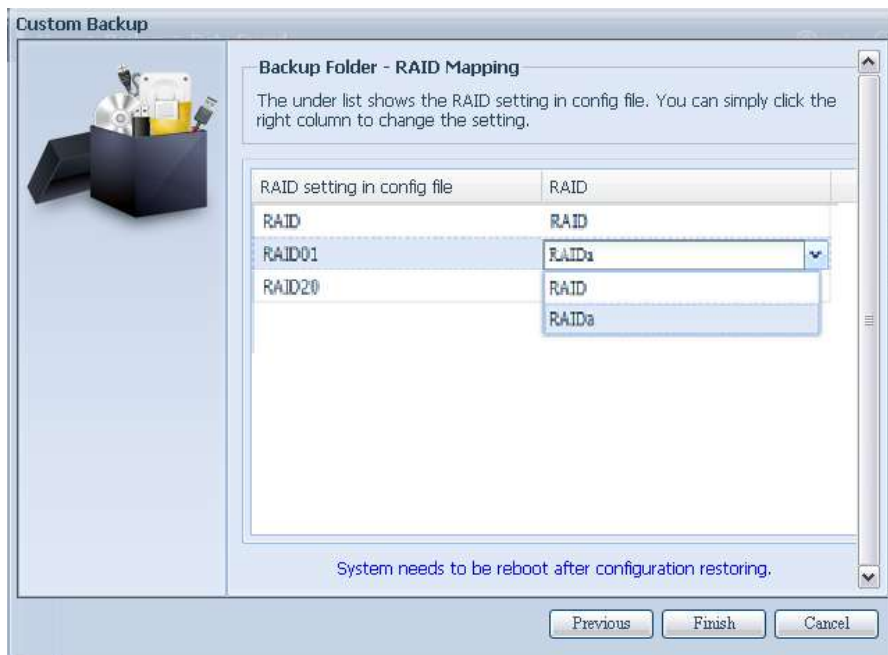 Custom Backup
Backup Folder - RAID Mapping
The under list shows the RAID setting in config file. You can simply click the
right column to change the setting.
RAID setting in config file RAID
RAID RAID
RAID01 RAIDa
RAID20 RAID
RAIDa
System needs to be reboot after configuration restoring.
Previous Finish Cancel